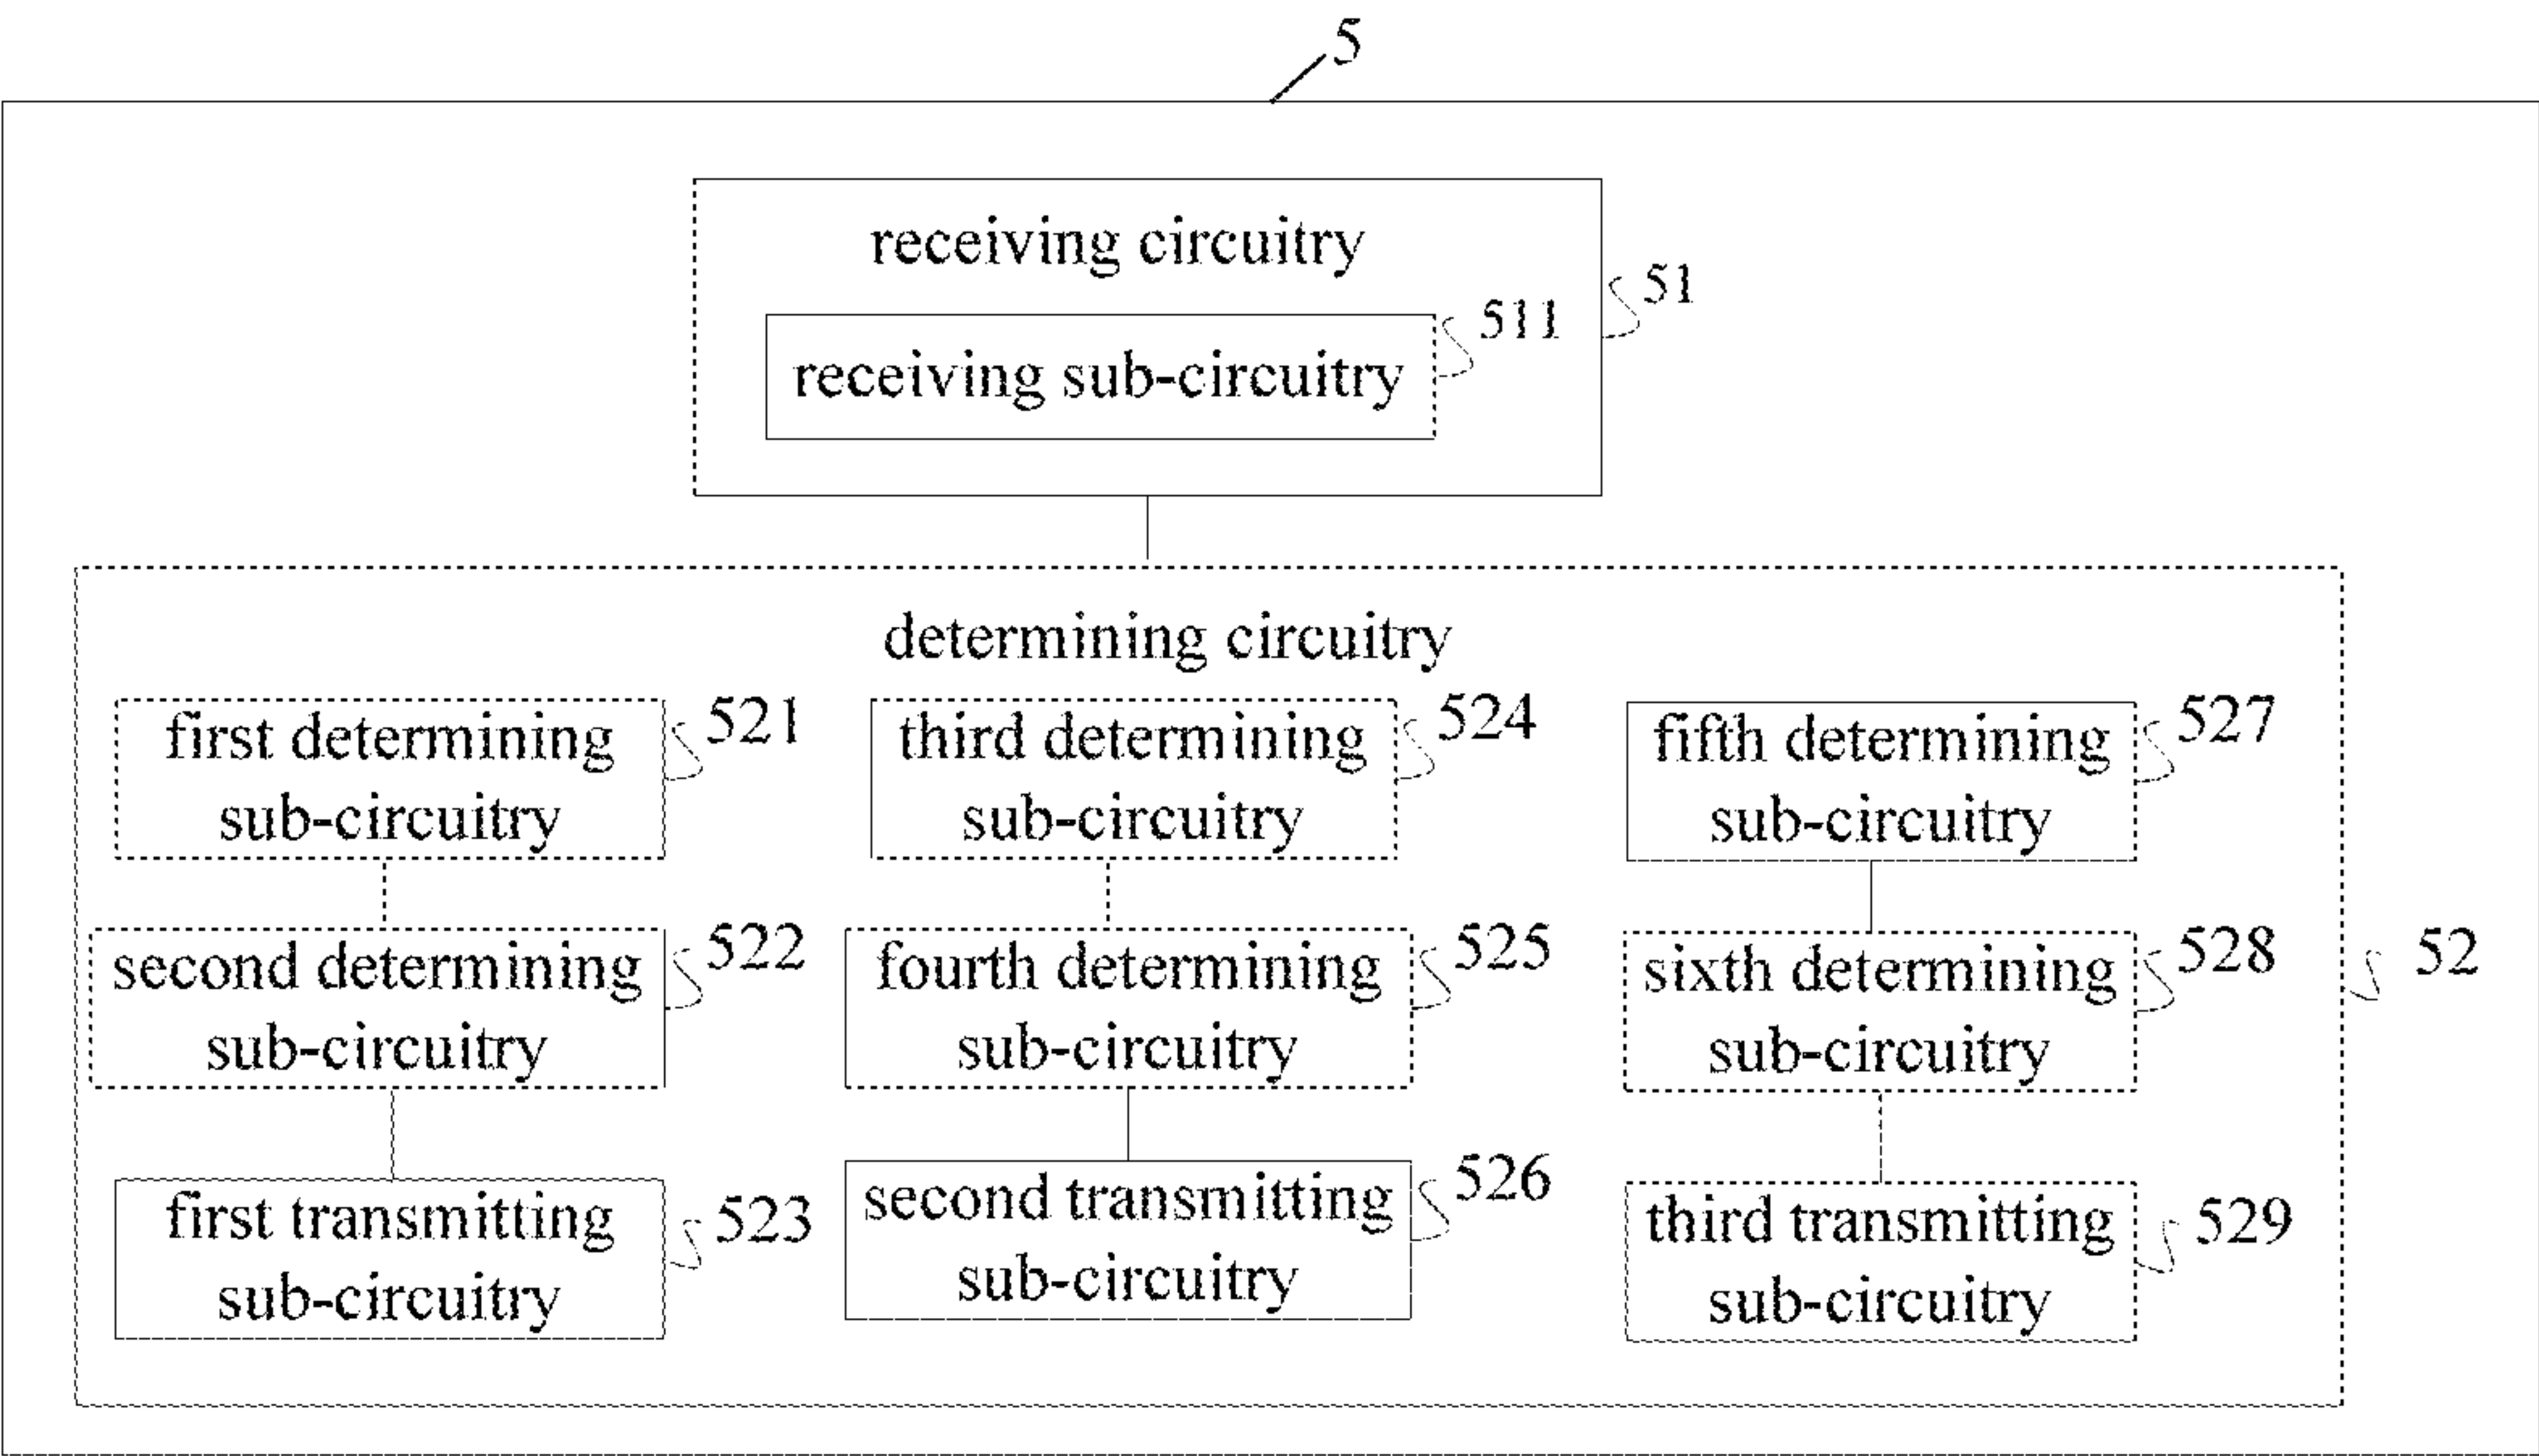 5
receiving circuitry
51
receiving sub-circuitry
511
determining circuitry
first determining
sub-circuitry
521
third determining
sub-circuitry
524
fifth determining
sub-circuitry
527
second determining
sub-circuitry
522
fourth determining
sub-circuitry
525
sixth determining
sub-circuitry
528
52
first transmitting
sub-circuitry
523
second transmitting
sub-circuitry
526
third transmitting
sub-circuitry
529